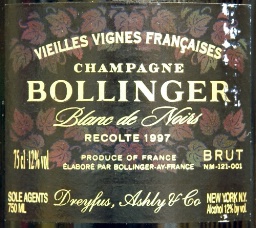 VIEILLES VIGNES FRANÇAISES
CHAMPAGNE
BOLLINGER
Blanc de Noirs
RECOLTE 1997
75 cl · 12% vol
PRODUCE OF FRANCE
ÉLABORÉ PAR BOLLINGER-AY-FRANCE
BRUT
NM-121-001
SOLE AGENTS
750 ML
Dreyfus, Ashby & Co
NEW YORK N.Y.
Alcohol 12% by vol.